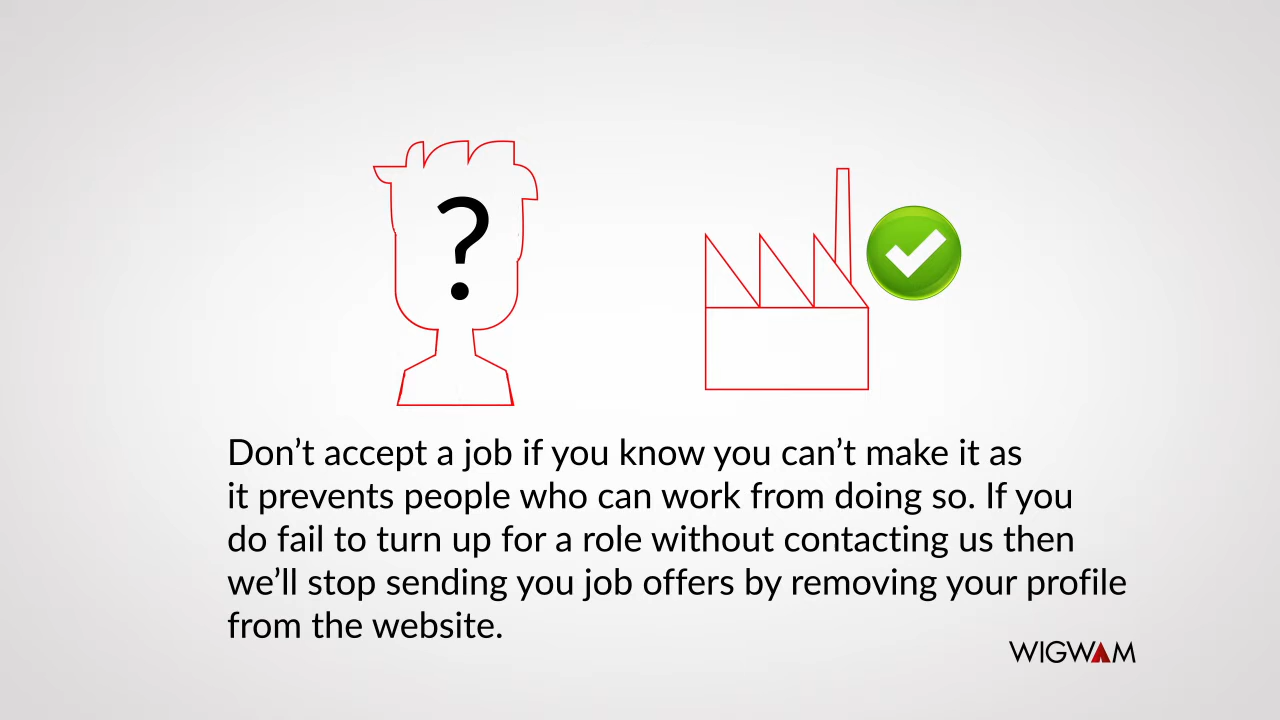 ?
Don’t accept a job if you know you can’t make it as
it prevents people who can work from doing so. If you
do fail to turn up for a role without contacting us then
we’ll stop sending you job offers by removing your profile
from the website.
WIGWAM